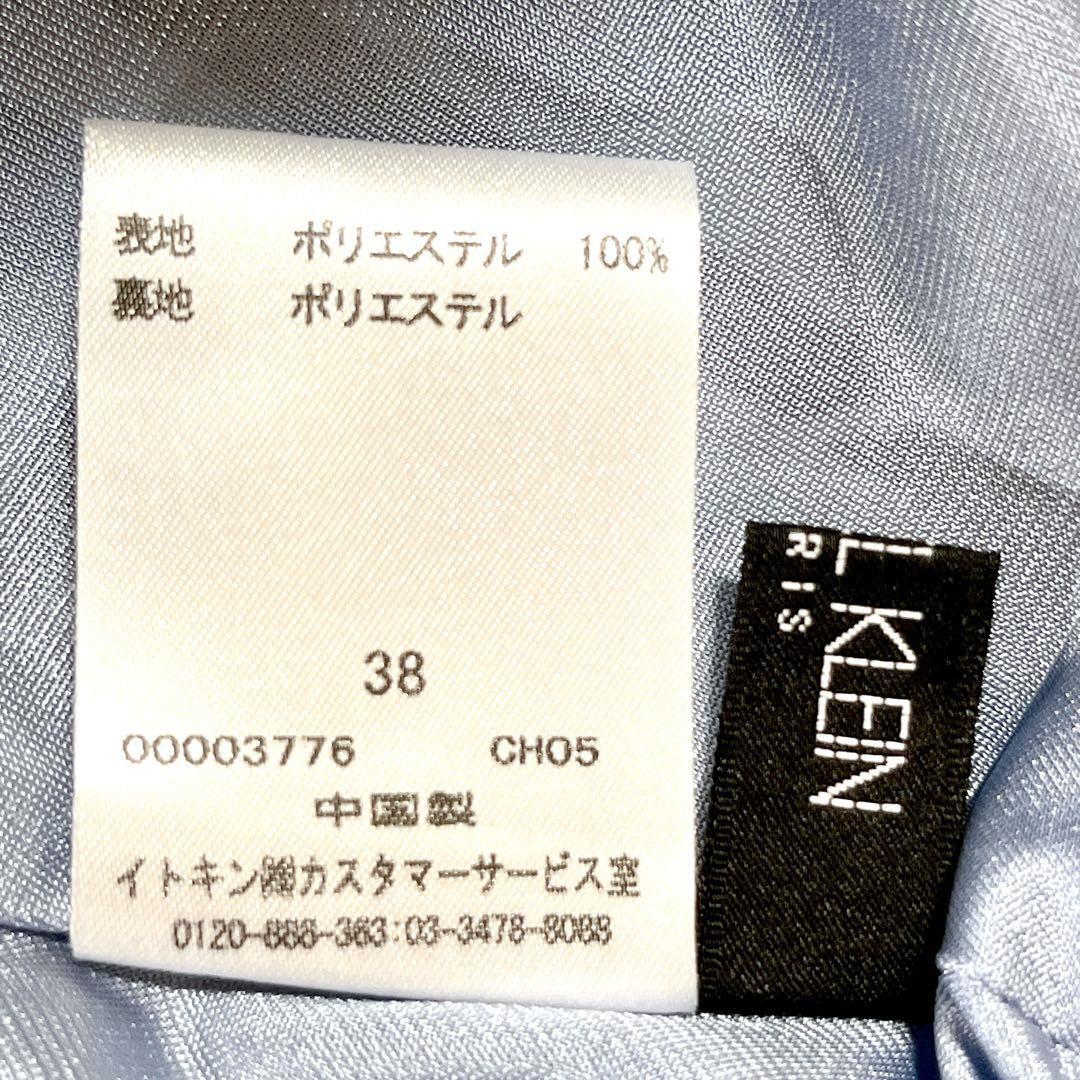 表地 ポリエステル 100%
裏地 ポリエステル
38
00003776 CH05
中国製
イトキン㈱カスタマーサービス室
0120-888-363:03-3478-8088
L KLEIN
RIS